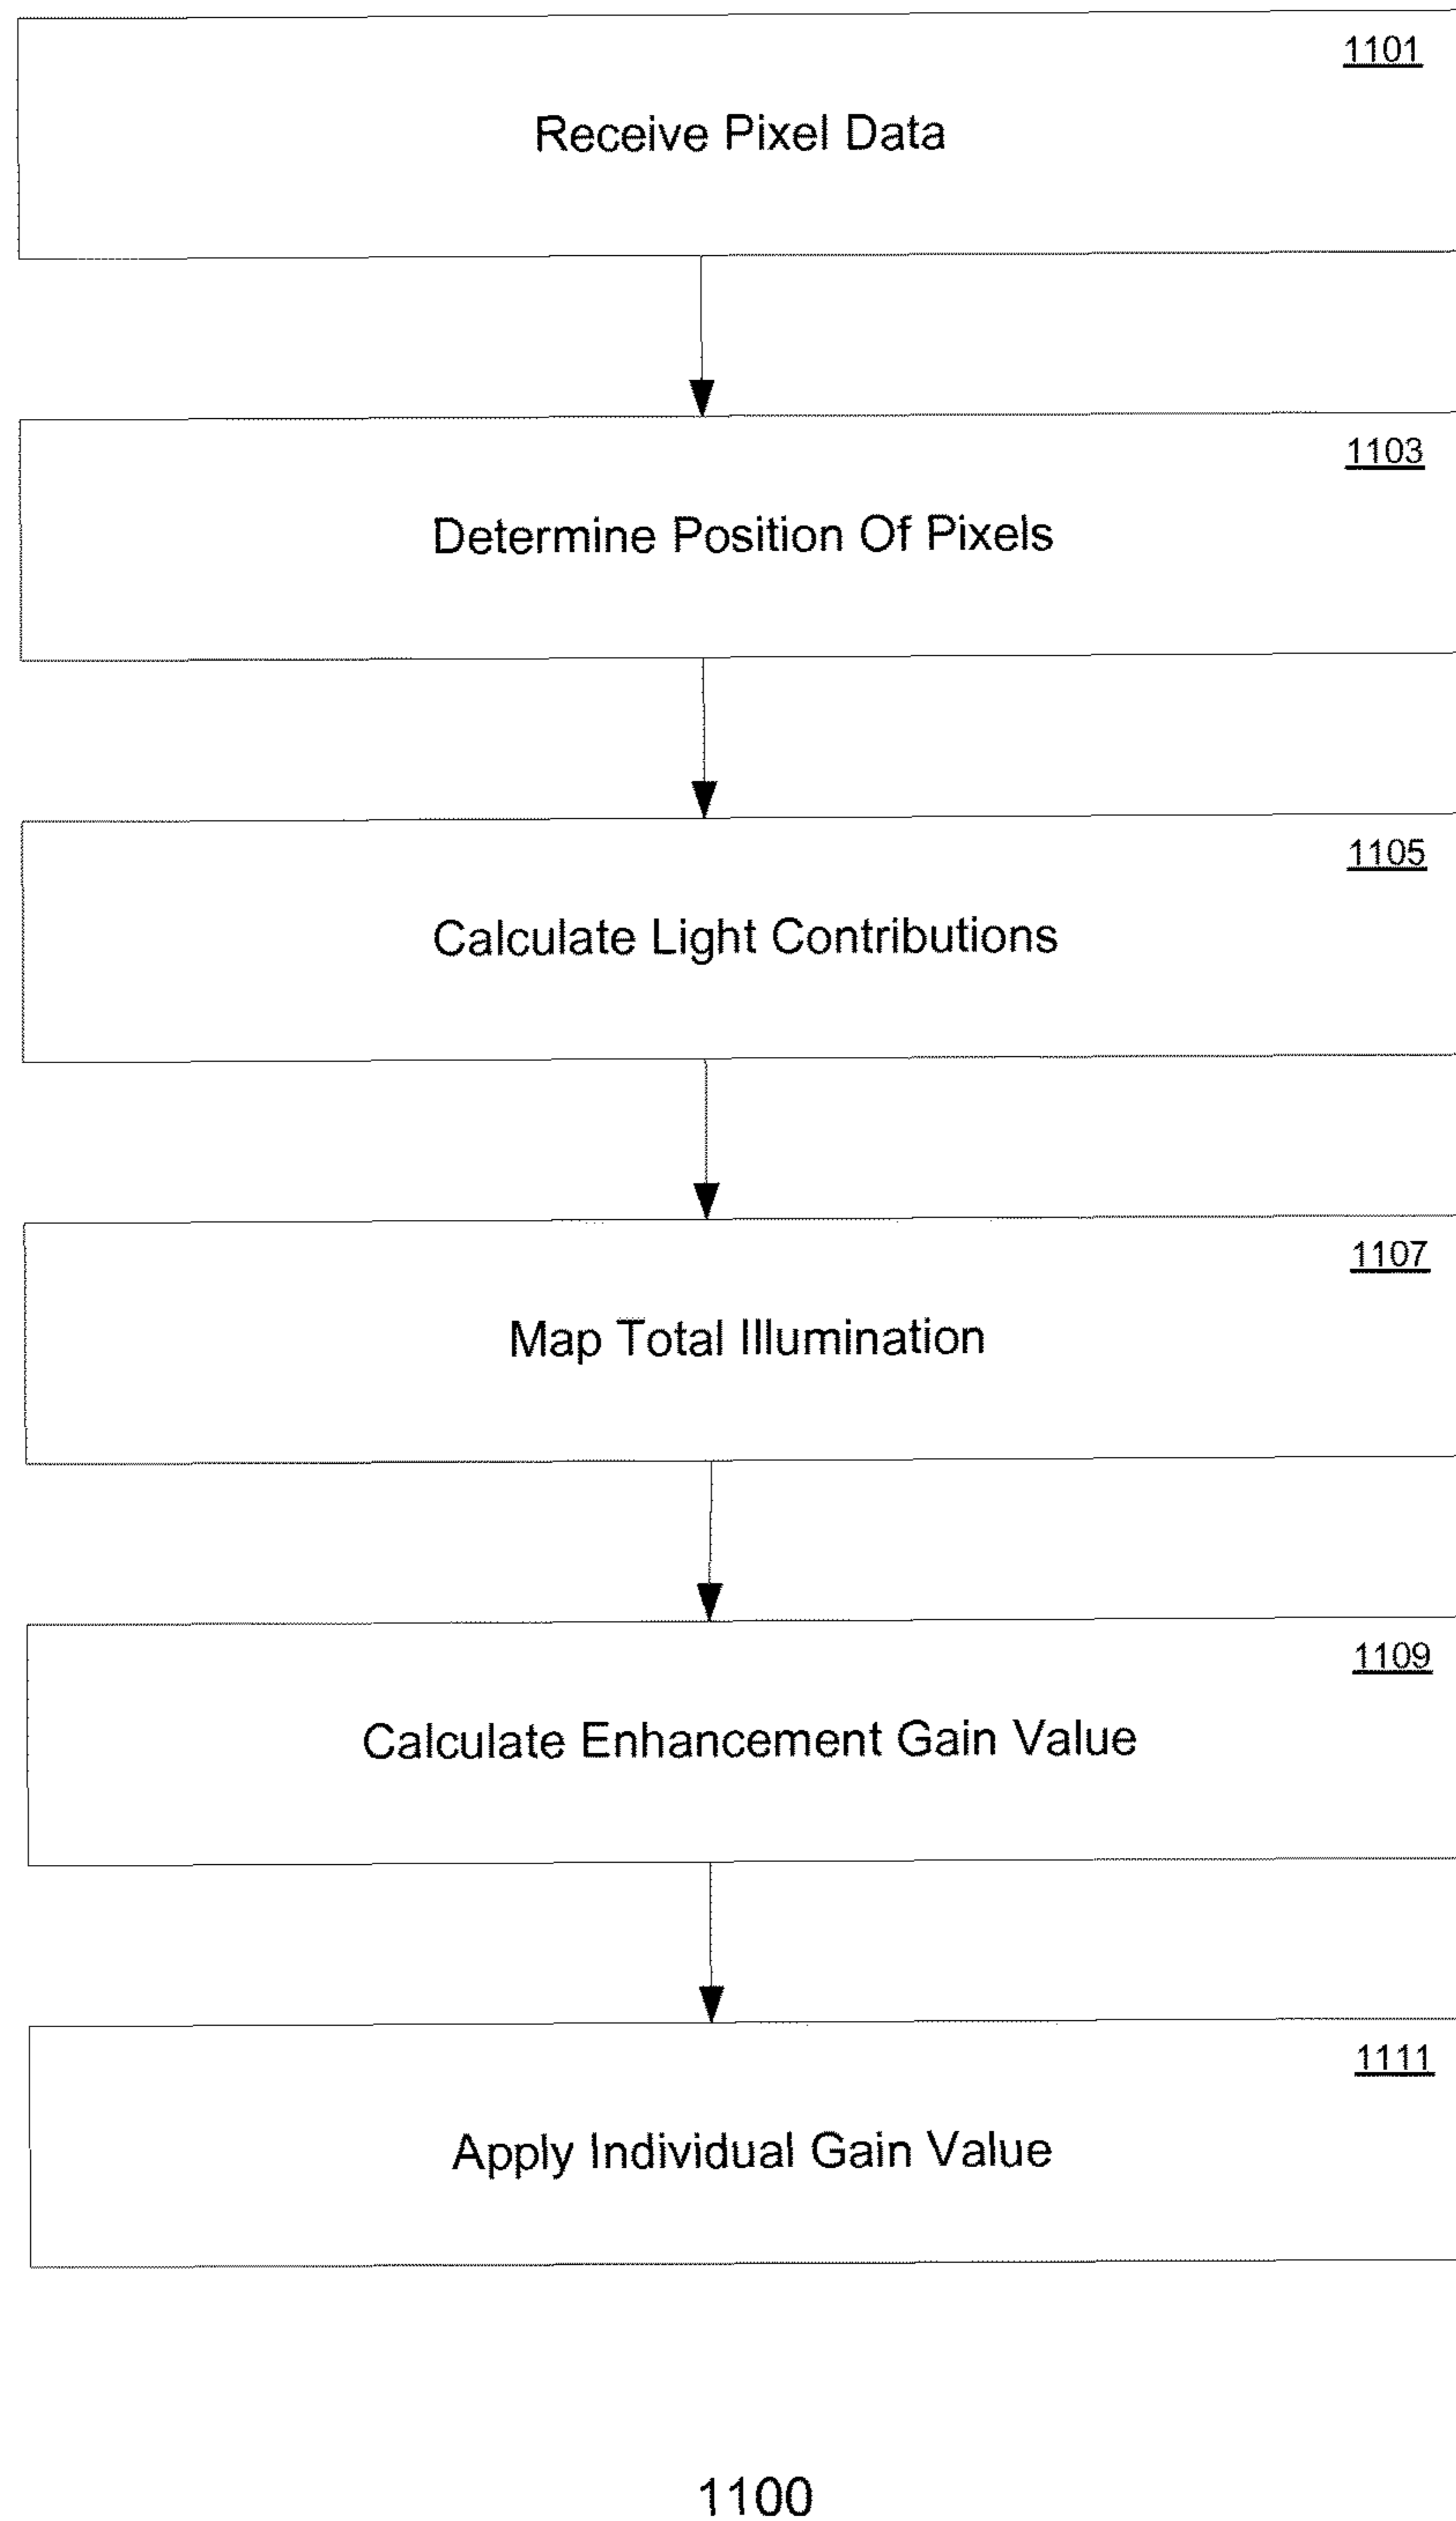 1101
Receive Pixel Data
1103
Determine Position Of Pixels
1105
Calculate Light Contributions
1107
Map Total Illumination
1109
Calculate Enhancement Gain Value
1111
Apply Individual Gain Value
1100